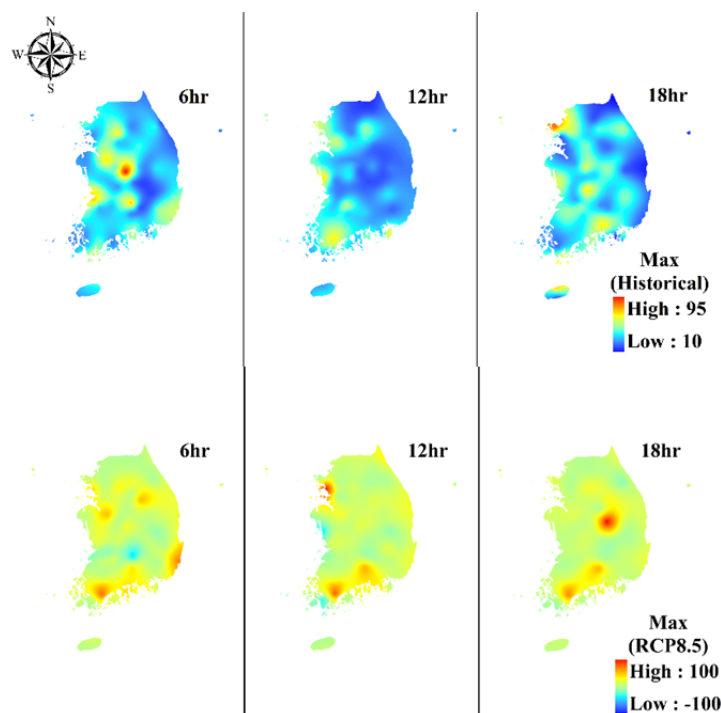 N
W E
S
6hr
12hr
18hr
Max
(Historical)
High : 95
Low : 10
6hr
12hr
18hr
Max
(RCP8.5)
High : 100
Low : -100